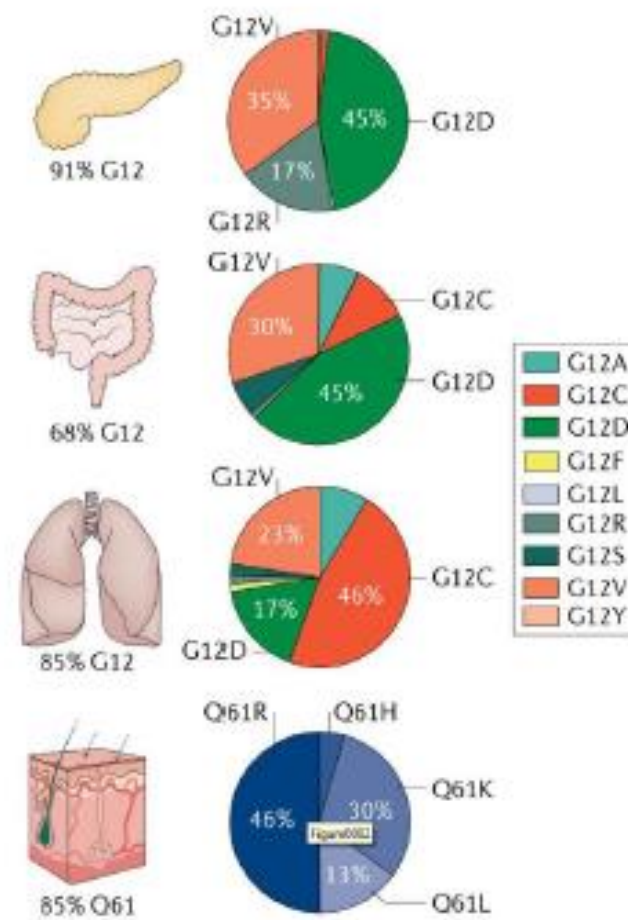 G12V
35%
45%
G12D
17%
G12R
91% G12
G12V
G12C
30%
G12D
45%
68% G12
G12V
23%
G12C
46%
17%
G12D
85% G12
G12A
G12C
G12D
G12F
G12L
G12R
G12S
G12V
G12Y
Q61R
Q61H
Q61K
46%
30%
Figure0002
13%
Q61L
85% Q61